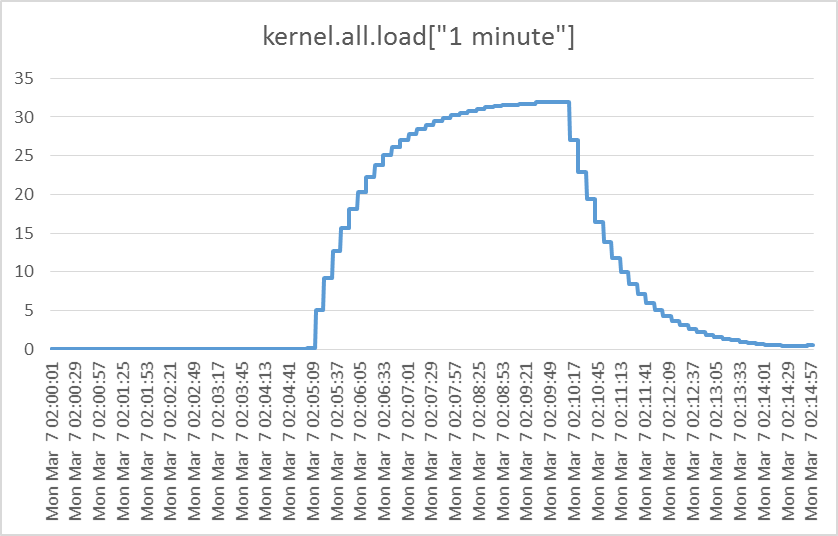 kernel.all.load["1 minute"]
35
30
25
20
15
10
5
0
Mon Mar 7 02:00:01
Mon Mar 7 02:00:29
Mon Mar 7 02:00:57
Mon Mar 7 02:01:25
Mon Mar 7 02:01:53
Mon Mar 7 02:02:21
Mon Mar 7 02:02:49
Mon Mar 7 02:03:17
Mon Mar 7 02:03:45
Mon Mar 7 02:04:13
Mon Mar 7 02:04:41
Mon Mar 7 02:05:09
Mon Mar 7 02:05:37
Mon Mar 7 02:06:05
Mon Mar 7 02:06:33
Mon Mar 7 02:07:01
Mon Mar 7 02:07:29
Mon Mar 7 02:07:57
Mon Mar 7 02:08:25
Mon Mar 7 02:08:53
Mon Mar 7 02:09:21
Mon Mar 7 02:09:49
Mon Mar 7 02:10:17
Mon Mar 7 02:10:45
Mon Mar 7 02:11:13
Mon Mar 7 02:11:41
Mon Mar 7 02:12:09
Mon Mar 7 02:12:37
Mon Mar 7 02:13:05
Mon Mar 7 02:13:33
Mon Mar 7 02:14:01
Mon Mar 7 02:14:29
Mon Mar 7 02:14:57